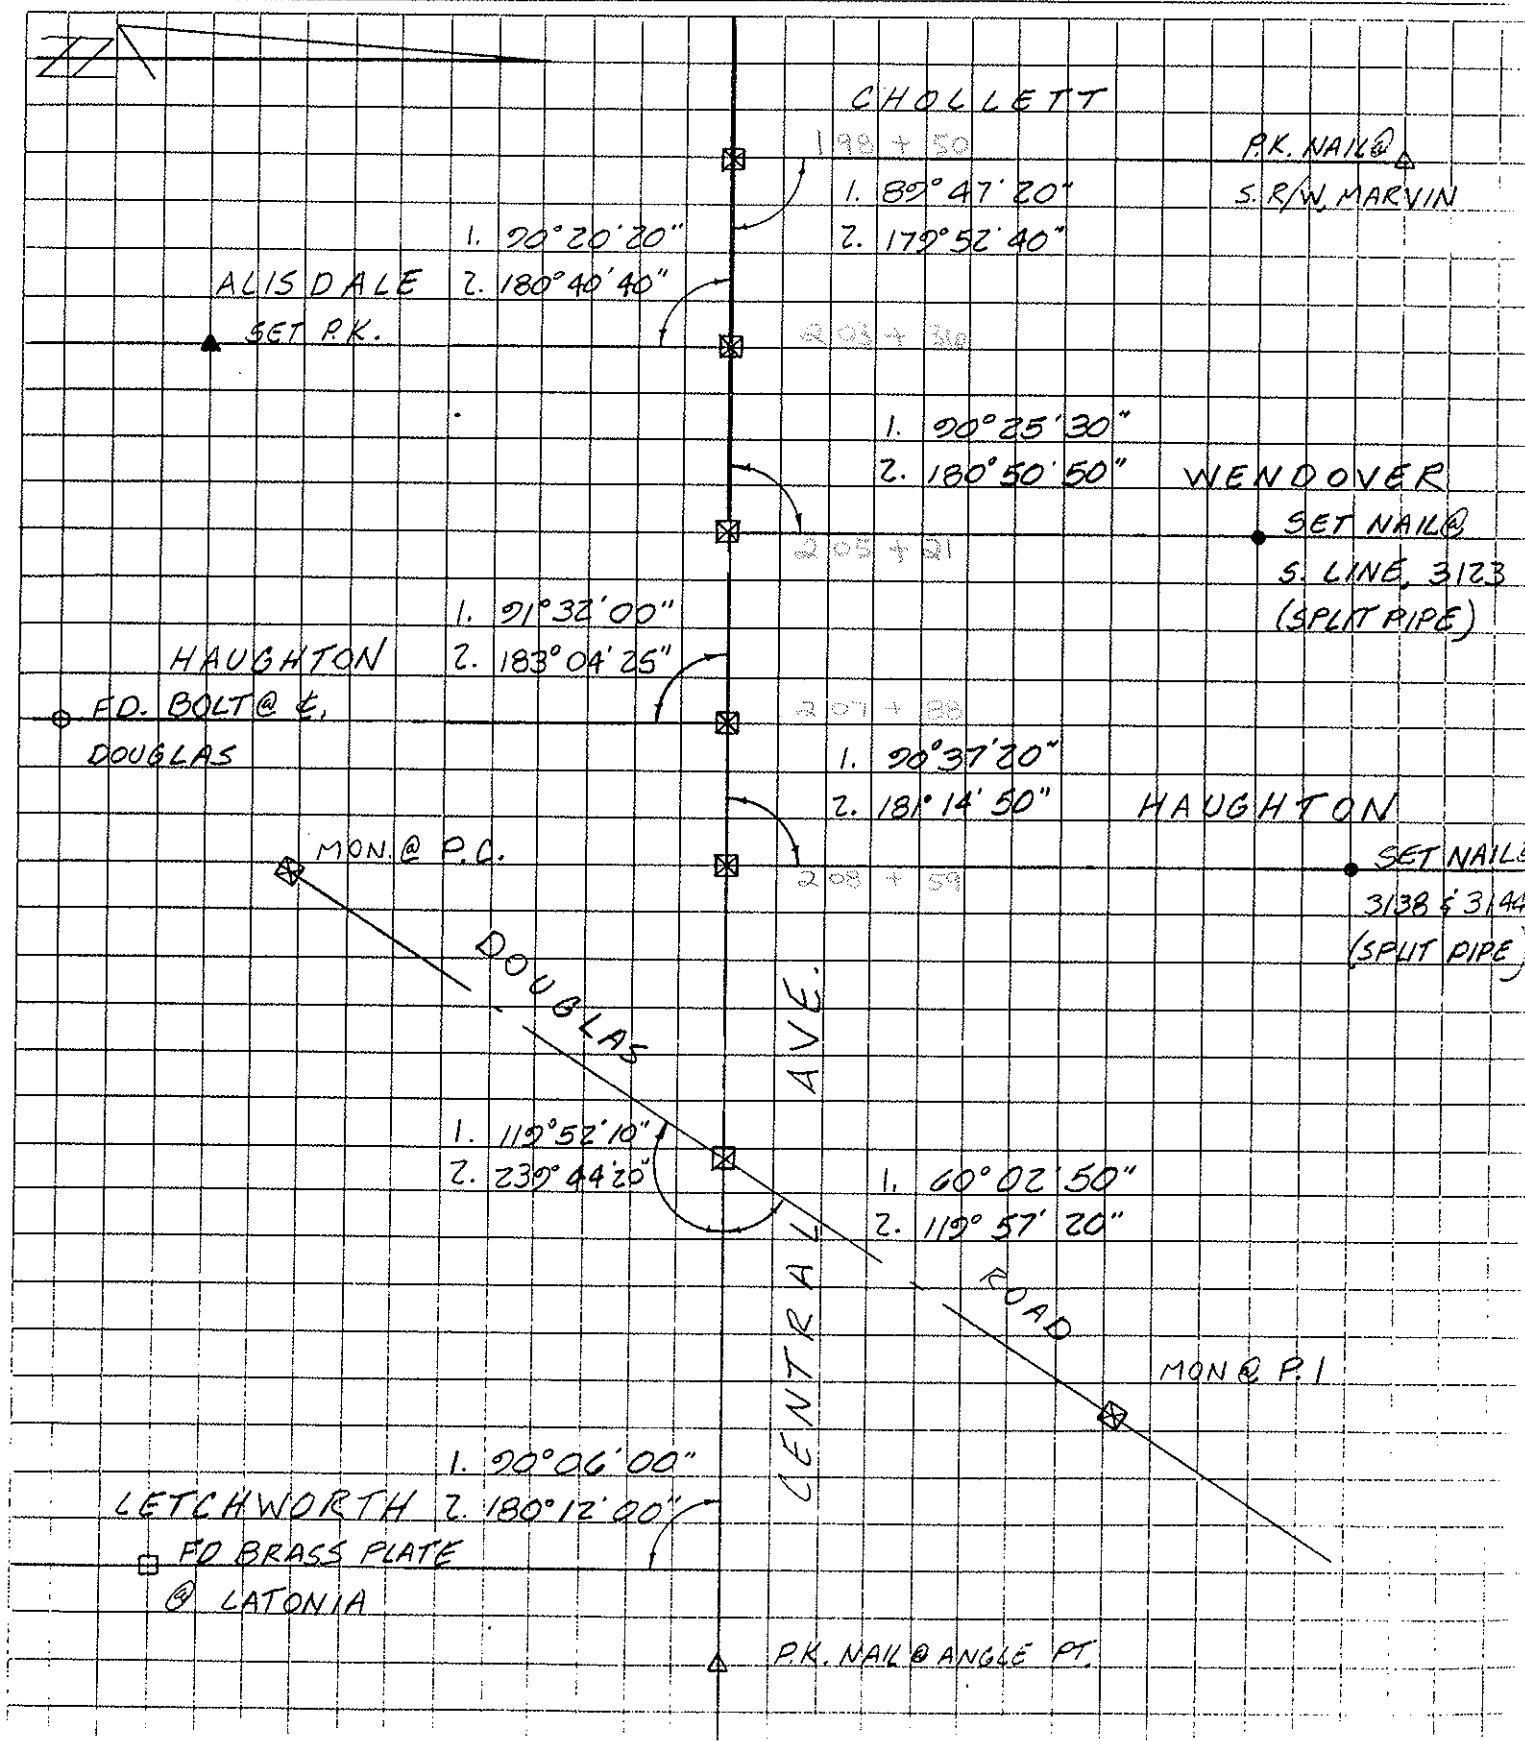 CHOLLETT
198 + 50
P.K. NAIL @
S. R/W, MARVIN
1. 89°47'20"
2. 179°52'40"
1. 90°20'20"
ALISDALE 2. 180°40'40"
SET P.K.
1. 90°25'30"
2. 180°50'50" WENDOVER
205 + 21
SET NAIL @
S. LINE, 3123
(SPLIT PIPE)
1. 91°32'00"
HAUGHTON 2. 183°04'25"
FD. BOLT @ ℄,
DOUGLAS
207 + 88
1. 90°37'20"
2. 181°14'50" HAUGHTON
MON. @ P.C.
208 + 59
SET NAIL @
3138 & 3144
(SPLIT PIPE)
DOUGLAS
AVE.
1. 119°52'10"
2. 239°44'20"
1. 60°02'50"
2. 119°57'20"
CENTRAL
ROAD
MON @ P.I
1. 90°06'00"
LETCHWORTH 2. 180°12'00"
FD BRASS PLATE
@ LATONIA
P.K. NAIL @ ANGLE PT.